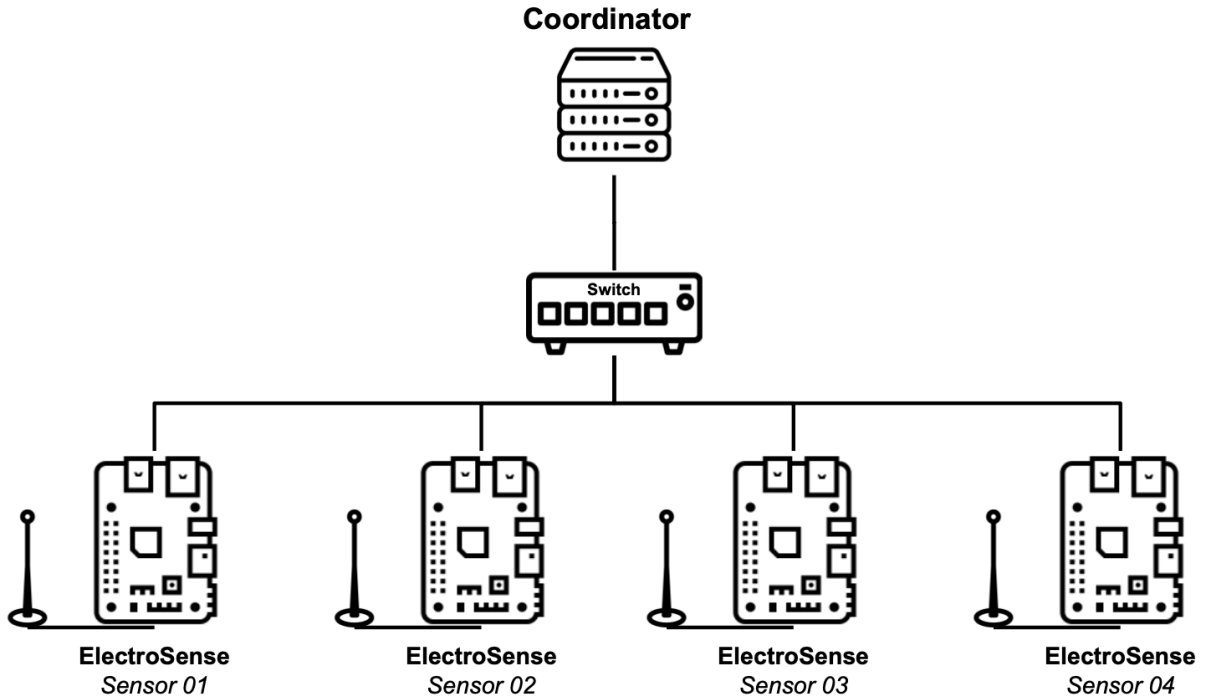 Coordinator
Switch
ElectroSense
Sensor 01
ElectroSense
Sensor 02
ElectroSense
Sensor 03
ElectroSense
Sensor 04